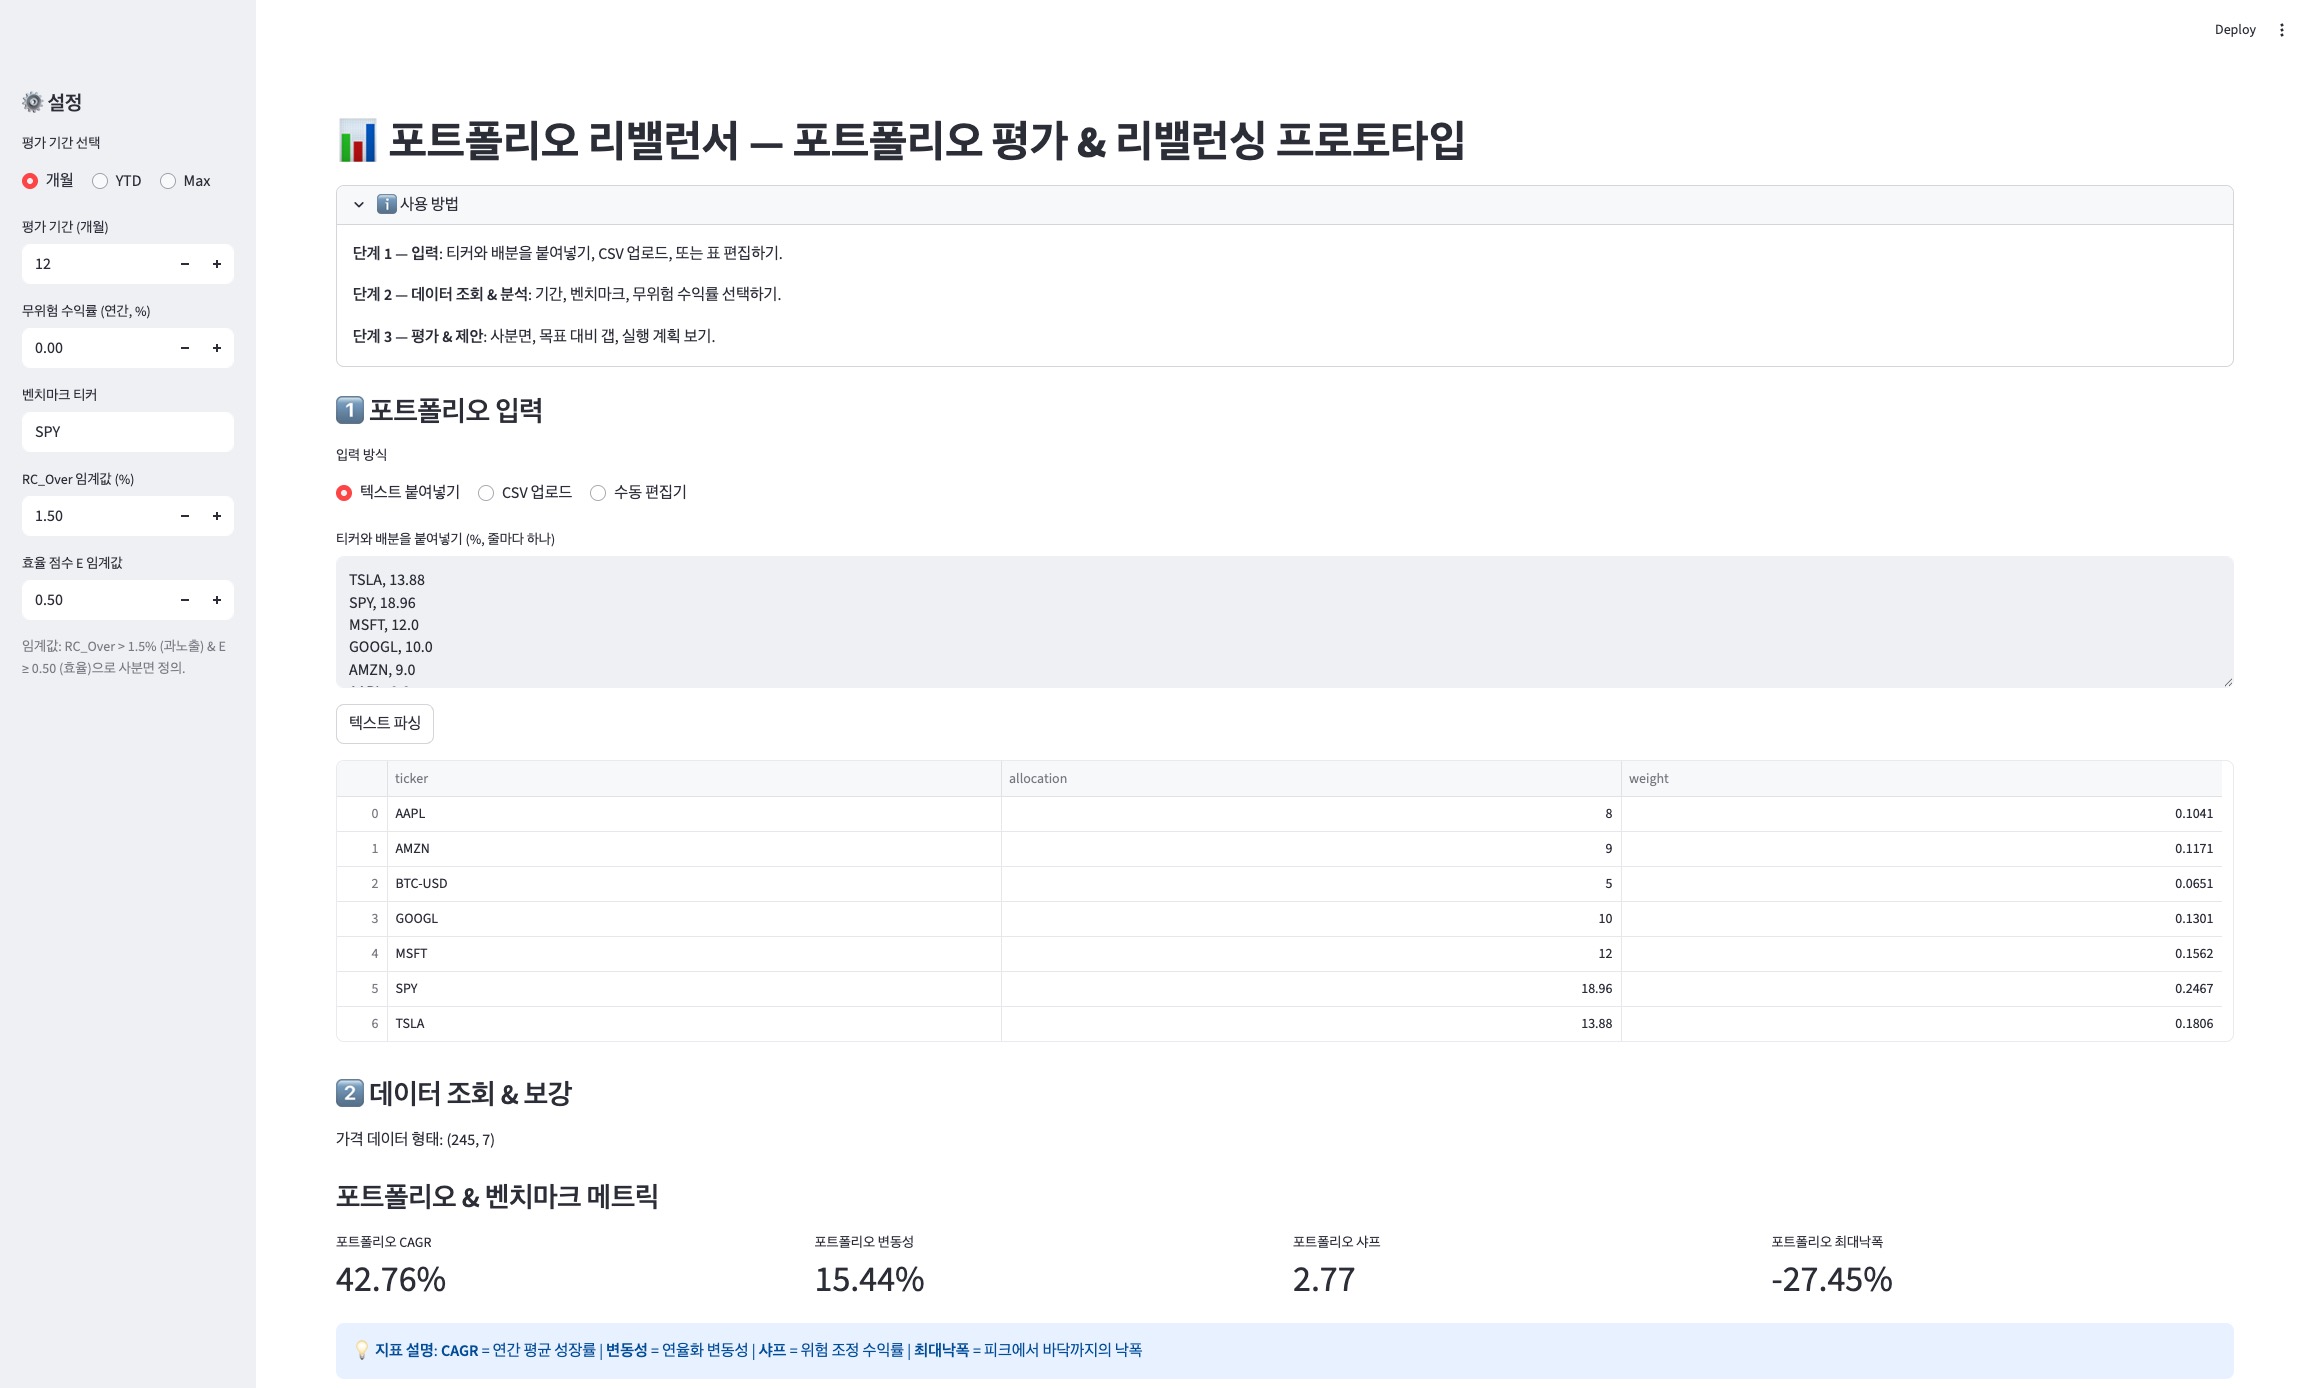 Deploy
⚙️ 설정
평가 기간 선택
개월 YTD Max
평가 기간 (개월)
12
무위험 수익률 (연간, %)
0.00
벤치마크 티커
SPY
RC_Over 임계값 (%)
1.50
효율 점수 E 임계값
0.50
임계값: RC_Over > 1.5% (과노출) & E
≥ 0.50 (효율)으로 사분면 정의.
📊 포트폴리오 리밸런서 — 포트폴리오 평가 & 리밸런싱 프로토타입
ℹ️ 사용 방법
단계 1 — 입력: 티커와 배분을 붙여넣기, CSV 업로드, 또는 표 편집하기.
단계 2 — 데이터 조회 & 분석: 기간, 벤치마크, 무위험 수익률 선택하기.
단계 3 — 평가 & 제안: 사분면, 목표 대비 갭, 실행 계획 보기.
1️⃣ 포트폴리오 입력
입력 방식
텍스트 붙여넣기 CSV 업로드 수동 편집기
티커와 배분을 붙여넣기 (%, 줄마다 하나)
TSLA, 13.88
SPY, 18.96
MSFT, 12.0
GOOGL, 10.0
AMZN, 9.0
텍스트 파싱
ticker allocation weight
0 AAPL 8 0.1041
1 AMZN 9 0.1171
2 BTC-USD 5 0.0651
3 GOOGL 10 0.1301
4 MSFT 12 0.1562
5 SPY 18.96 0.2467
6 TSLA 13.88 0.1806
2️⃣ 데이터 조회 & 보강
가격 데이터 형태: (245, 7)
포트폴리오 & 벤치마크 메트릭
포트폴리오 CAGR 포트폴리오 변동성 포트폴리오 샤프 포트폴리오 최대낙폭
42.76% 15.44% 2.77 -27.45%
💡 지표 설명: CAGR = 연간 평균 성장률 | 변동성 = 연율화 변동성 | 샤프 = 위험 조정 수익률 | 최대낙폭 = 피크에서 바닥까지의 낙폭